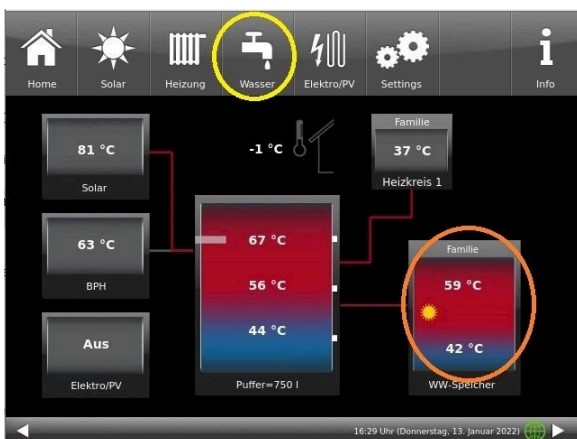 Home
Solar
Heizung
Wasser
Elektro/PV
Settings
Info
81 °C
Solar
-1 °C
Familie
37 °C
Heizkreis 1
63 °C
BPH
67 °C
56 °C
44 °C
Puffer=750 l
Familie
59 °C
42 °C
WW-Speicher
Aus
Elektro/PV
16:29 Uhr (Donnerstag, 13. Januar 2022)